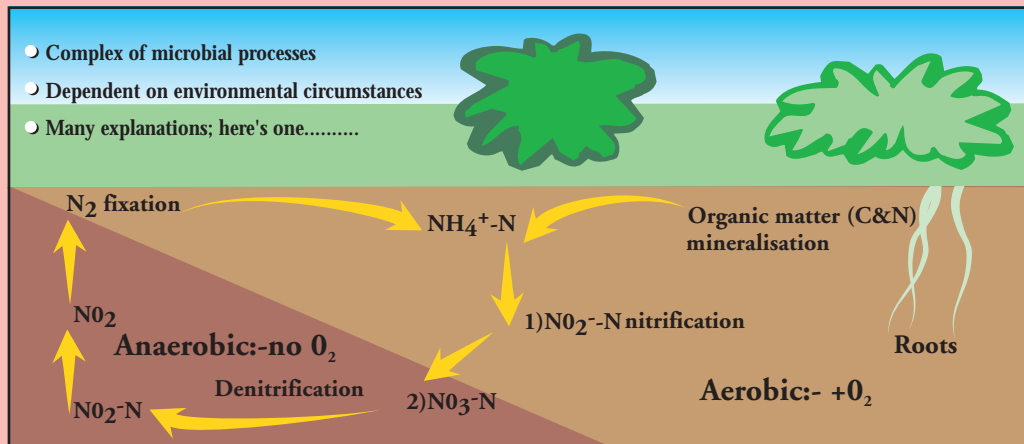 Complex of microbial processes
Dependent on environmental circumstances
Many explanations; here's one..........
N₂ fixation
NH₄⁺-N
Organic matter (C&N)
mineralisation
N0₂
1)N0₂⁻-N nitrification
Anaerobic:-no 0₂
Roots
Denitrification
Aerobic:- +0₂
N0₂⁻N
2)N0₃⁻N